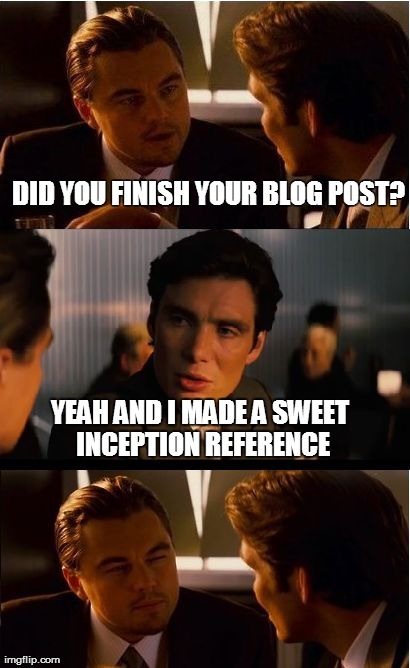 DID YOU FINISH YOUR BLOG POST?
YEAH AND I MADE A SWEET
INCEPTION REFERENCE
imgflip.com